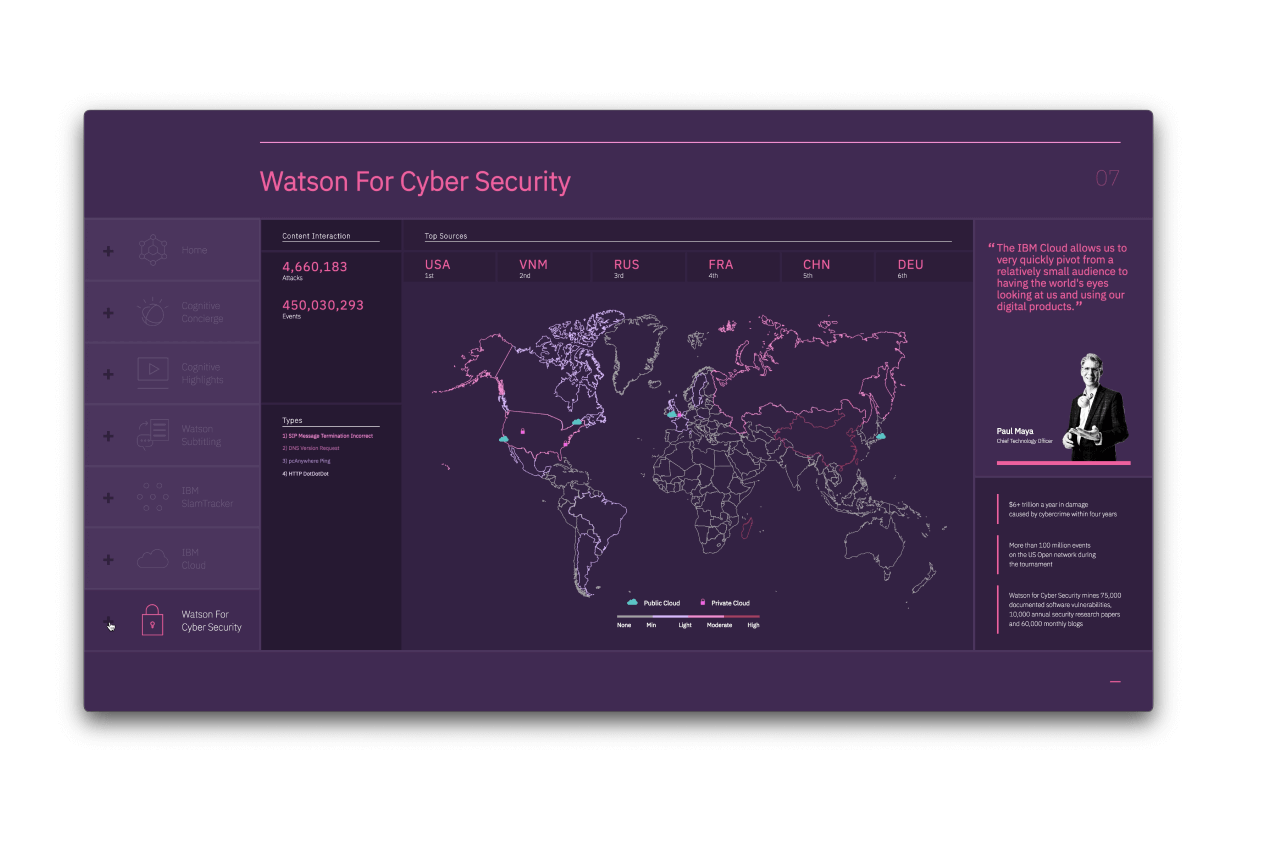 Watson For Cyber Security
07
Home
Cognitive
Concierge
Cognitive
Highlights
Watson
Subtitling
IBM
SlamTracker
IBM
Cloud
Watson For
Cyber Security
Content Interaction
4,660,183
Attacks
450,030,293
Events
Types
1) SIP Message Termination Incorrect
2) DNS Version Request
3) pcAnywhere Ping
4) HTTP DotDotDot
Top Sources
USA
1st
VNM
2nd
RUS
3rd
FRA
4th
CHN
5th
DEU
6th
Public Cloud
Private Cloud
None Min Light Moderate High
“The IBM Cloud allows us to
very quickly pivot from a
relatively small audience to
having the world's eyes
looking at us and using our
digital products.”
Paul Maya
Chief Technology Officer
$6+ trillion a year in damage
caused by cybercrime within four years
More than 100 million events
on the US Open network during
the tournament
Watson for Cyber Security mines 75,000
documented software vulnerabilities,
10,000 annual security research papers
and 60,000 monthly blogs